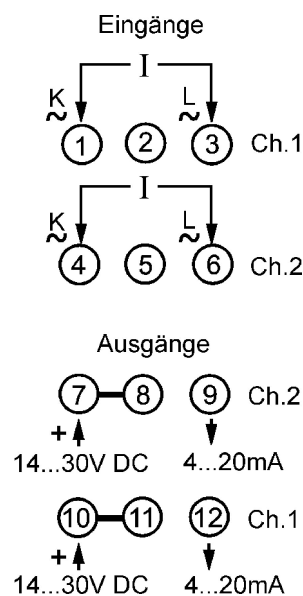 Eingänge
I
K L
~ ~
1 2 3 Ch.1
I
K L
~ ~
4 5 6 Ch.2
Ausgänge
7 8 9 Ch.2
+
14...30V DC 4...20mA
10 11 12 Ch.1
+
14...30V DC 4...20mA